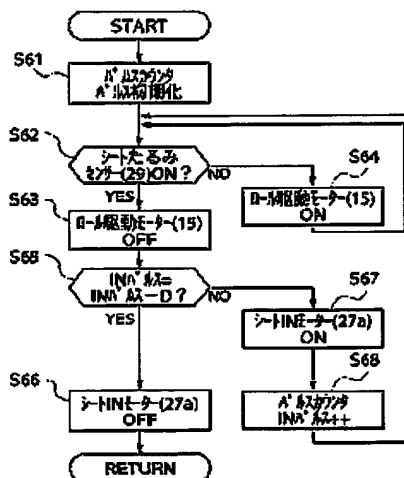 START
S61
パルスカウンタ
パルス初期化
S62
シートたるみ
センサー(29)ON?
NO
S64
YES
S63
ロール駆動モーター(15)
OFF
ロール駆動モーター(15)
ON
S65
INパルス=
INパルス-D?
NO
S67
YES
シートINモーター(27a)
ON
S66
シートINモーター(27a)
OFF
S68
パルスカウンタ
INパルス++
RETURN